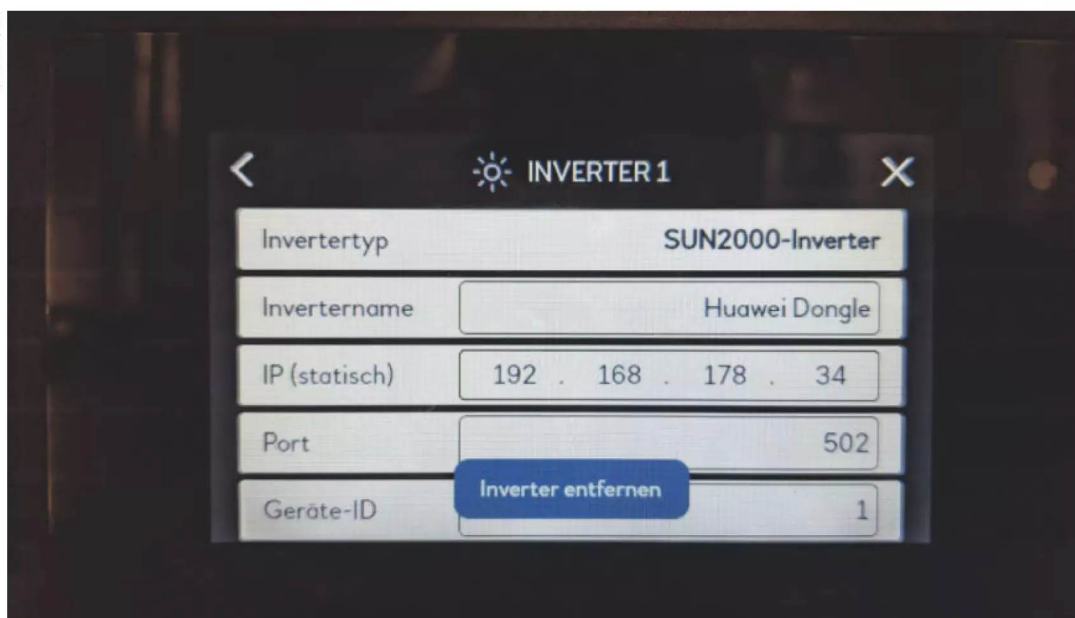 INVERTER 1
Invertertyp SUN2000-Inverter
Invertername Huawei Dongle
IP (statisch) 192 . 168 . 178 . 34
Port 502
Inverter entfernen
Geräte-ID 1